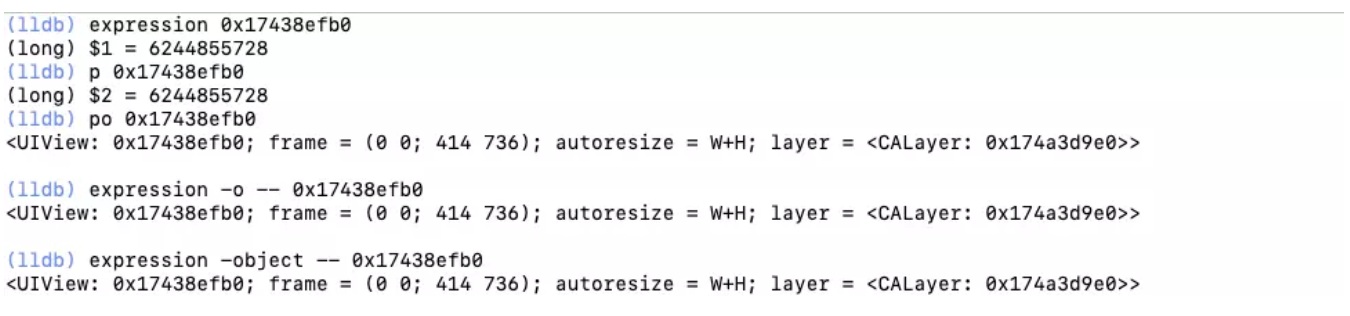 (lldb) expression 0x17438efb0
(long) $1 = 6244855728
(lldb) p 0x17438efb0
(long) $2 = 6244855728
(lldb) po 0x17438efb0
<UIView: 0x17438efb0; frame = (0 0; 414 736); autoresize = W+H; layer = <CALayer: 0x174a3d9e0>>
(lldb) expression -o -- 0x17438efb0
<UIView: 0x17438efb0; frame = (0 0; 414 736); autoresize = W+H; layer = <CALayer: 0x174a3d9e0>>
(lldb) expression -object -- 0x17438efb0
<UIView: 0x17438efb0; frame = (0 0; 414 736); autoresize = W+H; layer = <CALayer: 0x174a3d9e0>>